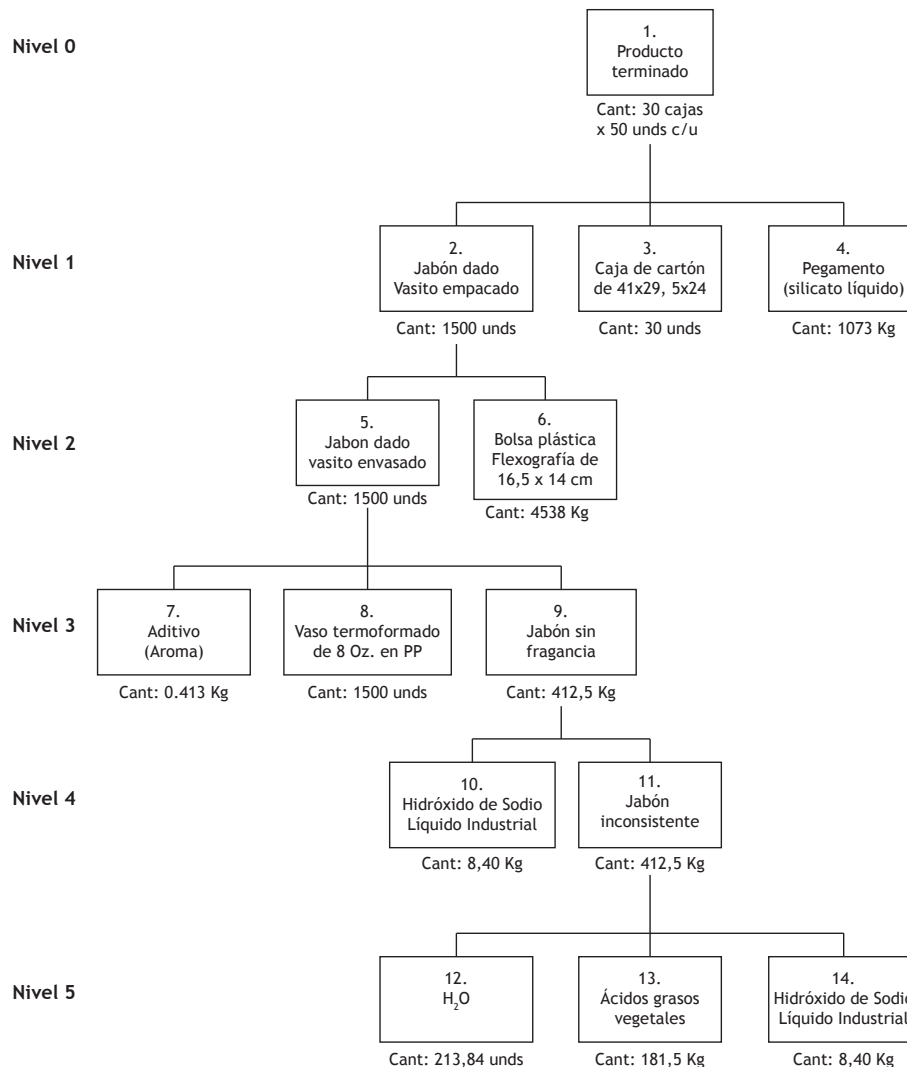 Nivel 0
1.
Producto
terminado
Cant: 30 cajas
x 50 unds c/u
Nivel 1
2.
Jabón dado
Vasito empacado
Cant: 1500 unds
3.
Caja de cartón
de 41x29, 5x24
Cant: 30 unds
4.
Pegamento
(silicato líquido)
Cant: 1073 Kg
Nivel 2
5.
Jabon dado
vasito envasado
Cant: 1500 unds
6.
Bolsa plástica
Flexografía de
16,5 x 14 cm
Cant: 4538 Kg
Nivel 3
7.
Aditivo
(Aroma)
Cant: 0.413 Kg
8.
Vaso termoformado
de 8 Oz. en PP
Cant: 1500 unds
9.
Jabón sin
fragancia
Cant: 412,5 Kg
Nivel 4
10.
Hidróxido de Sodio
Líquido Industrial
Cant: 8,40 Kg
11.
Jabón
inconsistente
Cant: 412,5 Kg
Nivel 5
12.
H₂O
Cant: 213,84 unds
13.
Ácidos grasos
vegetales
Cant: 181,5 Kg
14.
Hidróxido de Sodio
Líquido Industrial
Cant: 8,40 Kg